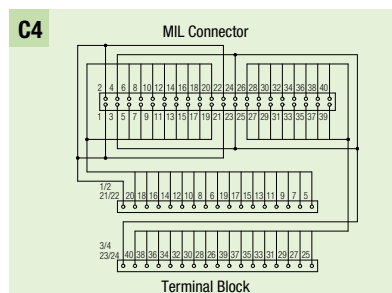 C4
MIL Connector
2 4 6 8 10 12 14 16 18 20 22 24 26 28 30 32 34 36 38 40
1 3 5 7 9 11 13 15 17 19 21 23 25 27 29 31 33 35 37 39
1/2
21/22 20 18 16 14 12 10 8 6 19 17 15 13 11 9 7 5
3/4
23/24 40 38 36 34 32 30 28 26 39 37 35 33 31 29 27 25
Terminal Block